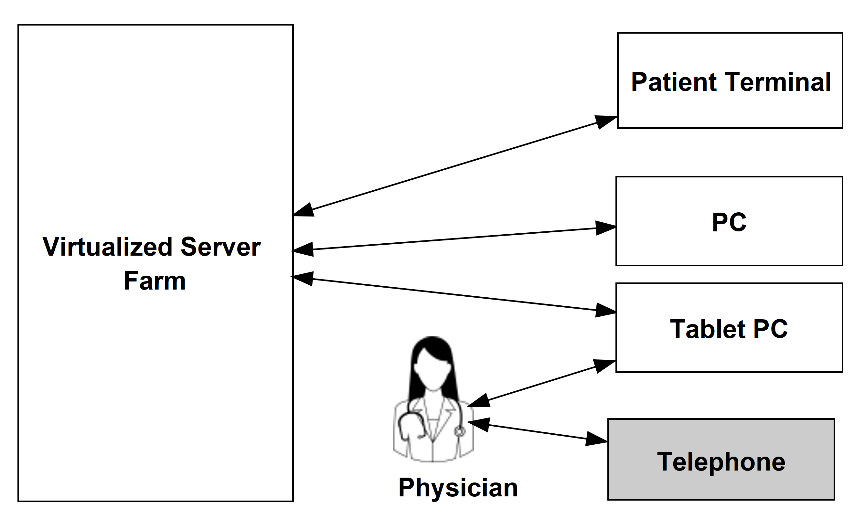 Virtualized Server
Farm
Patient Terminal
PC
Tablet PC
Telephone
Physician